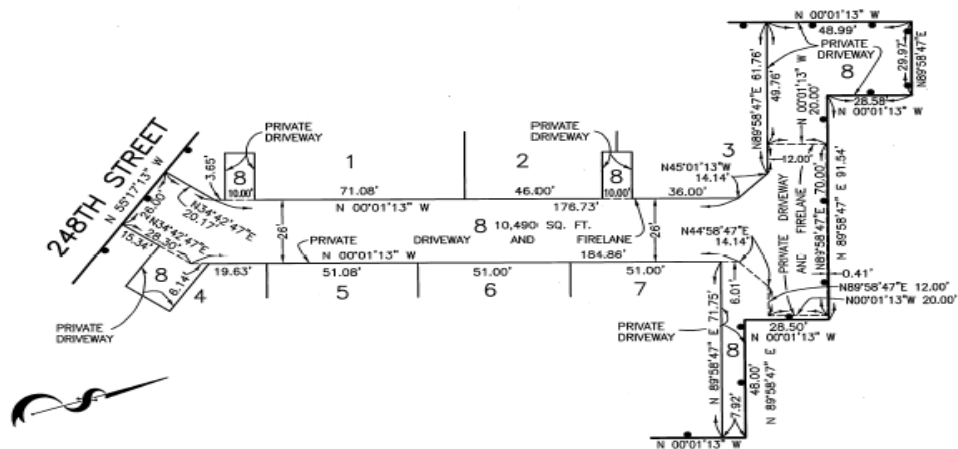 N 00°01'13" W
48.99'
PRIVATE
DRIVEWAY
8
29.97'
N89°58'47"E
28.58'
N 00°01'13" W
N89°58'47"E 61.76'
49.76'
N 00°01'13" W
20.00'
12.00'
3
N45°01'13"W
14.14'
PRIVATE
DRIVEWAY
PRIVATE
DRIVEWAY
1
2
8
10.00'
8
10.00'
3.65'
71.08'
46.00'
36.00'
N 00°01'13" W
176.73'
248TH STREET
N 55°17'13" W
26.00'
N34°42'47"E
20.17'
N34°42'47"E
28.30'
15.34'
26'
8 10,490 SQ. FT.
PRIVATE DRIVEWAY AND FIRELANE
26'
N 00°01'13" W
184.86'
N44°58'47"E
14.14'
PRIVATE DRIVEWAY
AND FIRELANE
N89°58'47"E 70.00'
N 89°58'47" E 91.54'
0.41'
N89°58'47"E 12.00'
N00°01'13"W 20.00'
8
6.14'
4
PRIVATE
DRIVEWAY
19.63'
51.08'
51.00'
51.00'
5
6
7
6.01'
28.50'
N 00°01'13" W
PRIVATE
DRIVEWAY
N 89°58'47" E 71.75'
8
48.00'
N 89°58'47" E
7.92'
N 00°01'13" W